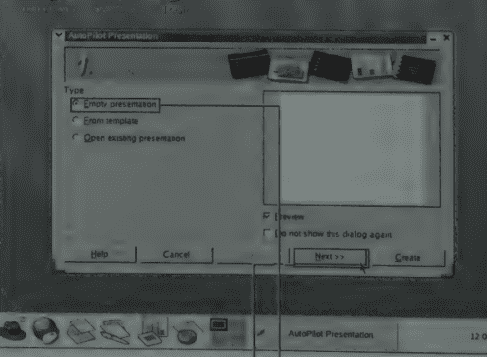 AutoPilot Presentation
1.
Type
Empty presentation
From template
Open existing presentation
Preview
Do not show this dialog again
Help Cancel Next >> Create
AutoPilot Presentation